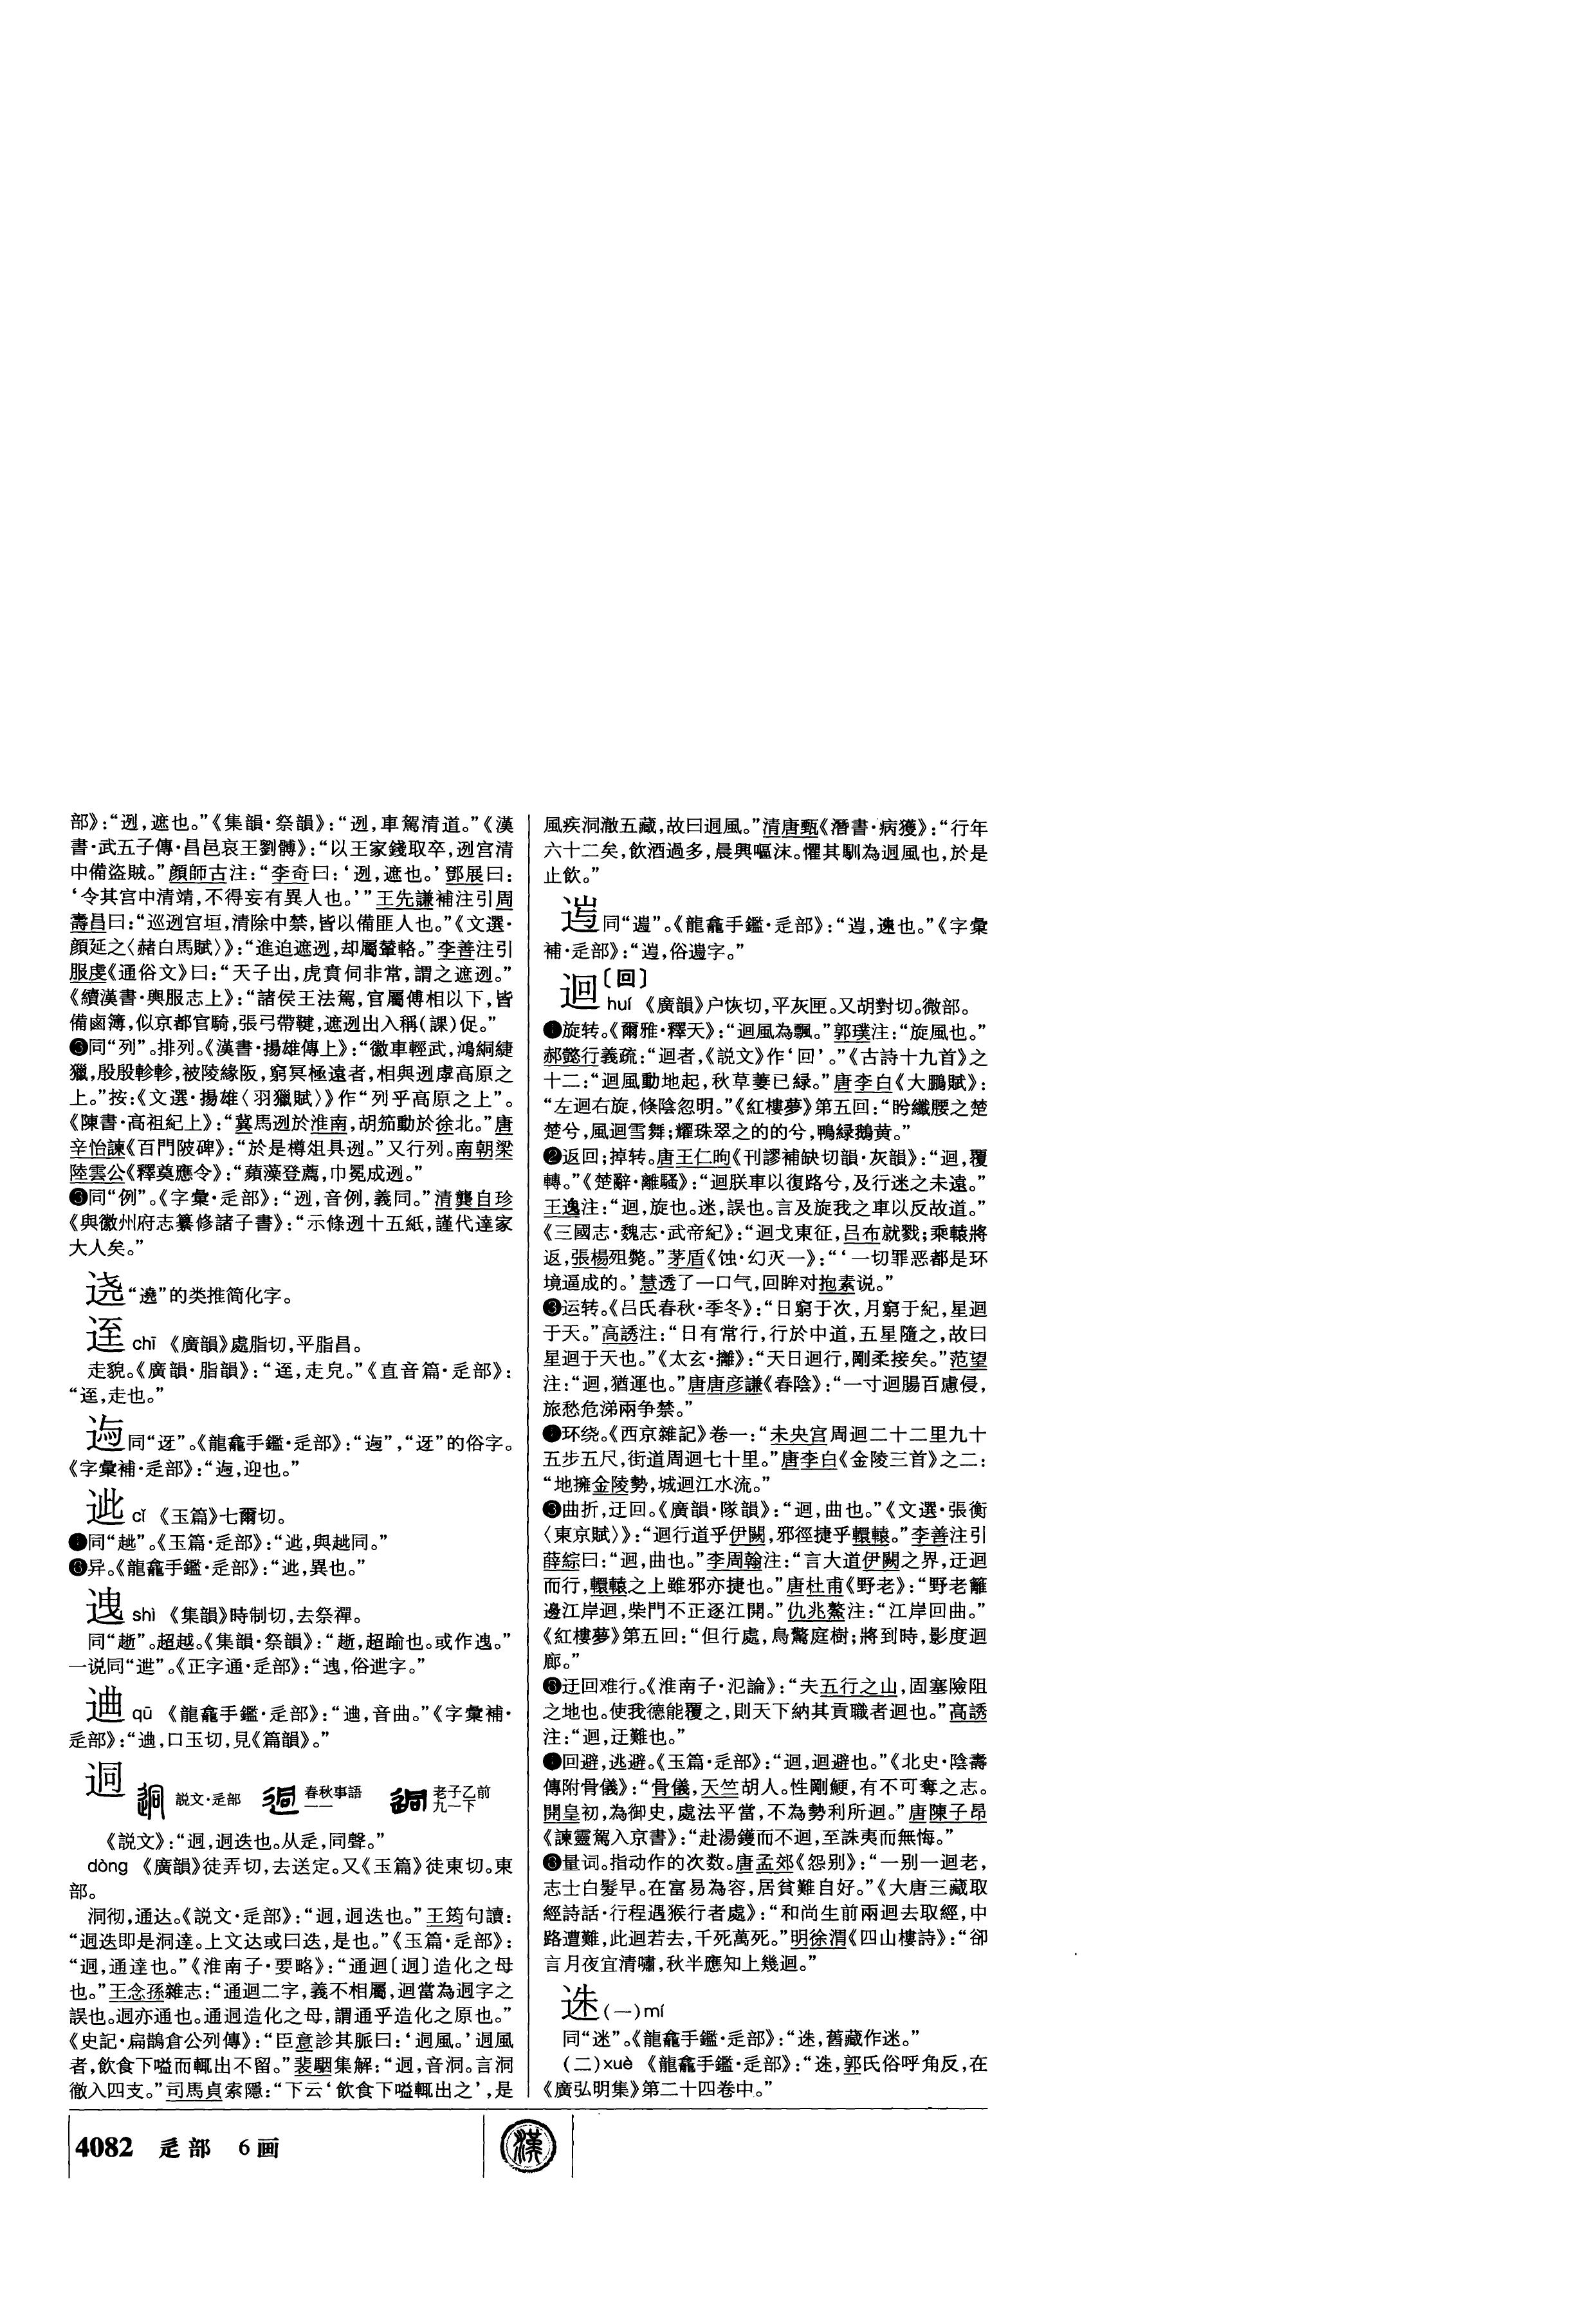 部》：“迾，遮也。”《集韻·祭韻》：“迾，車駕清道。”《漢
書·武五子傳·昌邑哀王劉髆》：“以王家錢取卒，迾宫清
中備盜賊。”顔師古注：“李奇曰：‘迾，遮也。’鄧展曰：
‘令其宫中清靖，不得妄有異人也。’”王先謙補注引周
壽昌曰：“巡迾宫垣，清除中禁，皆以備匪人也。”《文選·
顔延之〈赭白馬賦〉》：“進迫遮迾，却屬輦輅。”李善注引
服虔《通俗文》曰：“天子出，虎賁伺非常，謂之遮迾。”
《續漢書·輿服志上》：“諸侯王法駕，官屬傅相以下，皆
備鹵簿，似京都官騎，張弓帶鞬，遮迾出入稱(課)促。”
❸同“列”。排列。《漢書·揚雄傳上》：“徽車輕武，鴻絧緁
獵，殷殷軫軫，被陵緣阪，窮冥極遠者，相與迾虖高原之
上。”按：《文選·揚雄〈羽獵賦〉》作“列乎高原之上”。
《陳書·高祖紀上》：“冀馬迾於淮南，胡笳動於徐北。”唐
辛怡諫《百門陂碑》：“於是樽俎具迾。”又行列。南朝梁
陸雲公《釋奠應令》：“蘋藻登薦，巾冕成迾。”
同“例”。《字彙·辵部》：“迾，音例，義同。”清龔自珍
《與徽州府志纂修諸子書》：“示條迾十五紙，謹代達家
大人矣。”
𬨨“遶”的类推简化字。
𨒬 chī 《廣韻》處脂切，平脂昌。
走貌。《廣韻·脂韻》：“𨒬，走皃。”《直音篇·辵部》：
“𨒬，走也。”
同“迓”。《龍龕手鑑·辵部》：“”，“迓”的俗字。
《字彙補·辵部》：“，迎也。”
𨒤 cǐ 《玉篇》七爾切。
❶同“䞣”。《玉篇·辵部》：“𨒤，與䞣同。”
❷异。《龍龕手鑑·辵部》：“𨒤，異也。”
𨒾 shì 《集韻》時制切，去祭禪。
同“䟷”。超越。《集韻·祭韻》：“，超踰也。或作。”
一说同“迣”。《正字通·辵部》：“，俗迣字。”
𨒧 qū 《龍龕手鑑·辵部》：“，音曲。”《字彙補·
辵部》：“，口玉切，見《篇韻》。”
迵 説文·辵部 春秋事語一一 老子乙前九一下
《説文》：“迵，迵迭也。从辵，同聲。”
dòng 《廣韻》徒弄切，去送定。又《玉篇》徒東切。東
部。
洞彻，通达。《説文·辵部》：“迵，迵迭也。”王筠句讀：
“迵迭即是洞達。上文达或曰迭，是也。”《玉篇·辵部》：
“迵，通達也。”《淮南子·要略》：“通迴〔迵〕造化之母
也。”王念孫雜志：“通迴二字，義不相屬，迴當為迵字之
誤也。迵亦通也。通迵造化之母，謂通乎造化之原也。”
《史記·扁鵲倉公列傳》：“臣意診其脈曰：‘迵風。’迵風
者，飲食下嗌而輒出不留。”裴駰集解：“迵，音洞。言洞
徹入四支。”司馬貞索隱：“下云‘飲食下嗌輒出之’，是
風疾洞澈五藏，故曰迵風。”清唐甄《潛書·病獲》：“行年
六十二矣，飲酒過多，晨興嘔沫。懼其馴為迵風也，於是
止飲。”
同“逿”。《龍龕手鑑·辵部》：“，也。”《字彙
補·辵部》：“，俗字。”
迴〔回〕
huí 《廣韻》户恢切，平灰匣。又胡對切。微部。
❶旋转。《爾雅·釋天》：“迴風為飄。”郭璞注：“旋風也。”
郝懿行義疏：“迴者，《説文》作‘回’。”《古詩十九首》之
十二：“迴風動地起，秋草萋已緑。”唐李白《大鵬賦》：
“左迴右旋，倏陰忽明。”《紅樓夢》第五回：“盻纖腰之楚
楚兮，風迴雪舞；耀珠翠之的的兮，鴨緑鵝黄。”
❷返回；掉转。唐王仁昫《刊謬補缺切韻·灰韻》：“迴，覆
轉。”《楚辭·離騷》：“迴朕車以復路兮，及行迷之未遠。”
王逸注：“迴，旋也。迷，誤也。言及旋我之車以反故道。”
《三國志·魏志·武帝紀》：“迴戈東征，吕布就戮；乘轅將
返，張楊殂斃。”茅盾《蚀·幻灭一》：“‘一切罪恶都是环
境逼成的。’慧透了一口气，回眸对抱素说。”
❸运转。《吕氏春秋·季冬》：“日窮于次，月窮于紀，星迴
于天。”高誘注：“日有常行，行於中道，五星隨之，故曰
星迴于天也。”《太玄·攡》：“天日迴行，剛柔接矣。”范望
注：“迴，猶運也。”唐唐彦謙《春陰》：“一寸迴腸百慮侵，
旅愁危涕兩争禁。”
❹环绕。《西京雜記》卷一：“未央宫周迴二十二里九十
五步五尺，街道周迴七十里。”唐李白《金陵三首》之二：
“地擁金陵勢，城迴江水流。”
❺曲折，迂回。《廣韻·隊韻》：“迴，曲也。”《文選·張衡
〈東京賦〉》：“迴行道乎伊闕，邪徑捷乎轘轅。”李善注引
薛綜曰：“迴，曲也。”李周翰注：“言大道伊闕之界，迂迴
而行，轘轅之上雖邪亦捷也。”唐杜甫《野老》：“野老籬
邊江岸迴，柴門不正逐江開。”仇兆鰲注：“江岸回曲。”
《紅樓夢》第五回：“但行處，鳥驚庭樹；將到時，影度迴
廊。”
❻迂回难行。《淮南子·氾論》：“夫五行之山，固塞險阻
之地也。使我德能覆之，則天下納其貢職者迴也。”高誘
注：“迴，迂難也。”
❼回避，逃避。《玉篇·辵部》：“迴，迴避也。”《北史·陰壽
傳附骨儀》：“骨儀，天竺胡人。性剛鯁，有不可奪之志。
開皇初，為御史，處法平當，不為勢利所迴。”唐陳子昂
《諫靈駕入京書》：“赴湯鑊而不迴，至誅夷而無悔。”
❽量词。指动作的次数。唐孟郊《怨别》：“一别一迴老，
志士白髮早。在富易為容，居貧難自好。”《大唐三藏取
經詩話·行程遇猴行者處》：“和尚生前兩迴去取經，中
路遭難，此迴若去，千死萬死。”明徐渭《四山樓詩》：“卻
言月夜宜清嘯，秋半應知上幾迴。”
(一)mí
同“迷”。《龍龕手鑑·辵部》：“，舊藏作迷。”
(二)xuè 《龍龕手鑑·辵部》：“，郭氏俗呼角反，在
《廣弘明集》第二十四卷中。”
4082 辵部 6画
漢